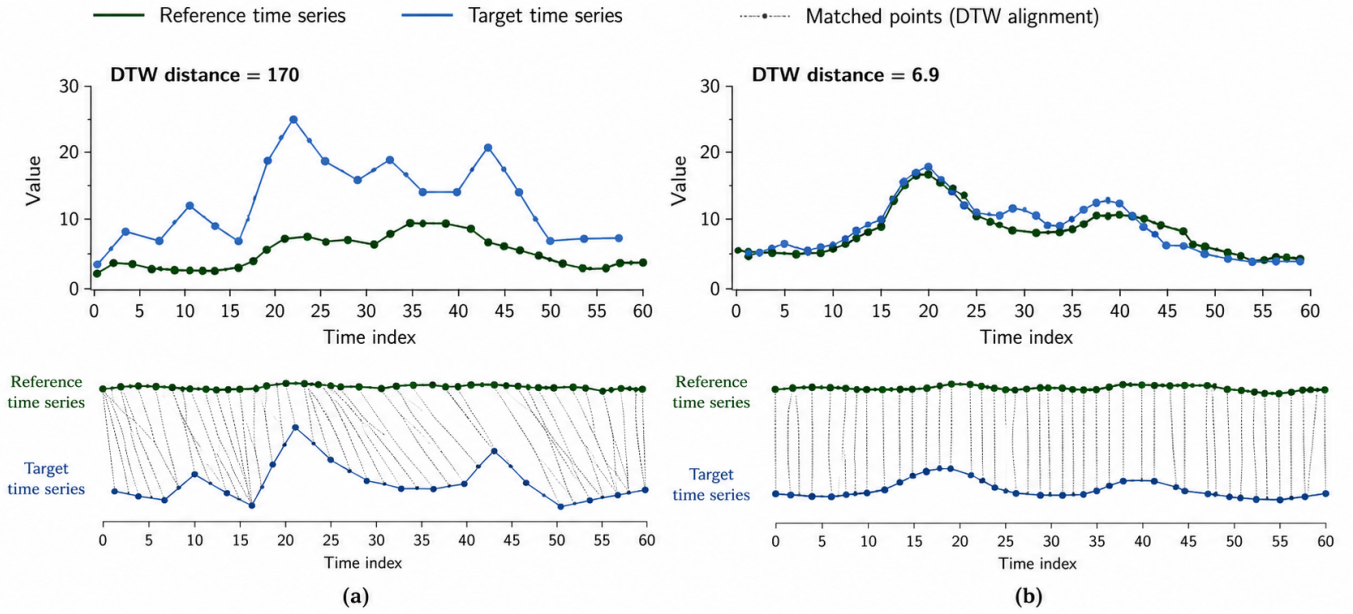 Reference time series Target time series Matched points (DTW alignment)
DTW distance = 170
30
20
10
0
Value
0 5 10 15 20 25 30 35 40 45 50 55 60
Time index
DTW distance = 6.9
30
20
10
0
Value
0 5 10 15 20 25 30 35 40 45 50 55 60
Time index
Reference
time series
Target
time series
0 5 10 15 20 25 30 35 40 45 50 55 60
Time index
(a)
Reference
time series
Target
time series
0 5 10 15 20 25 30 35 40 45 50 55 60
Time index
(b)